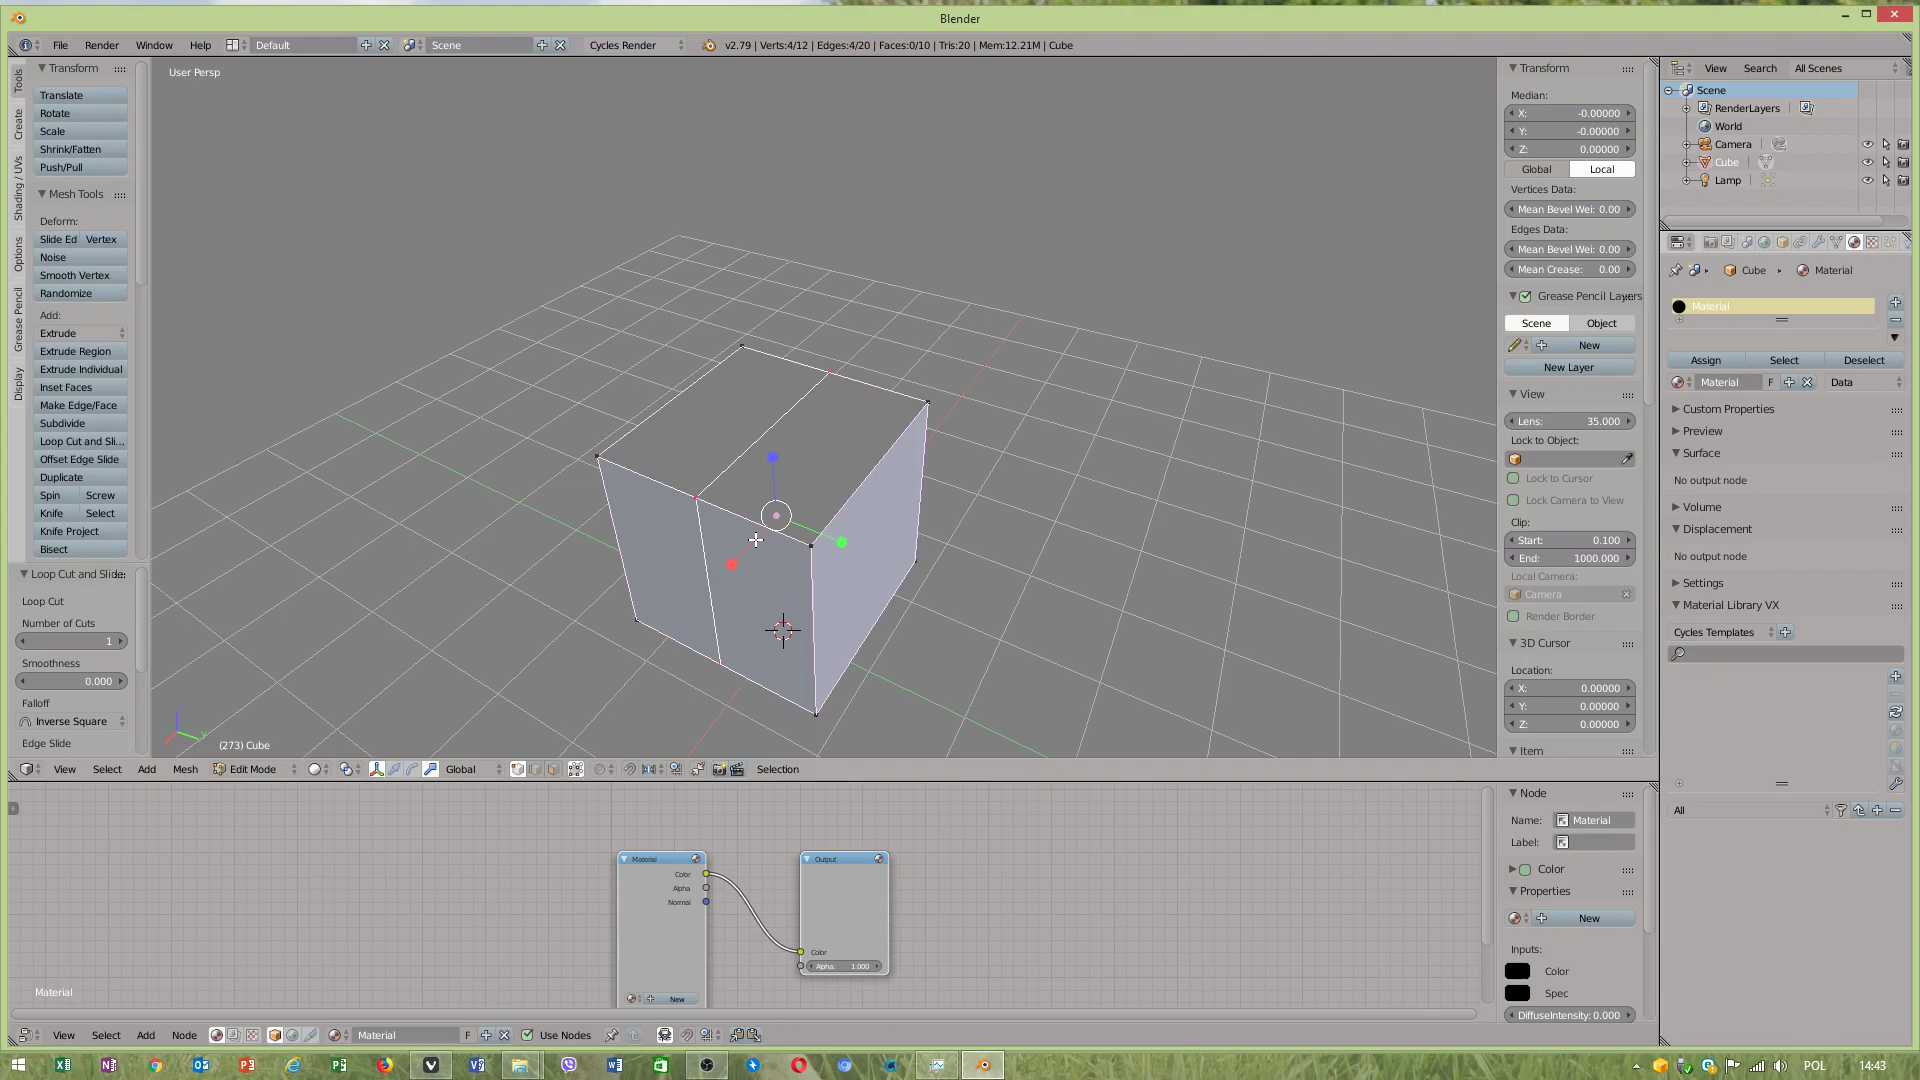 Blender
File Render Window Help Default Scene Cycles Render v2.79 | Verts:4/12 | Edges:4/20 | Faces:0/10 | Tris:20 | Mem:12.21M | Cube
User Persp
Tools
Create
Shading / UVs
Options
Grease Pencil
Display
Transform
Translate
Rotate
Scale
Shrink/Fatten
Push/Pull
Mesh Tools
Deform:
Slide Ed Vertex
Noise
Smooth Vertex
Randomize
Add:
Extrude
Extrude Region
Extrude Individual
Inset Faces
Make Edge/Face
Subdivide
Loop Cut and Sli...
Offset Edge Slide
Duplicate
Spin Screw
Knife Select
Knife Project
Bisect
Loop Cut and Slide
Loop Cut
Number of Cuts
1
Smoothness
0.000
Falloff
Inverse Square
Edge Slide
(273) Cube
View Select Add Mesh Edit Mode Global Selection
Transform
Median:
X: -0.00000
Y: -0.00000
Z: 0.00000
Global Local
Vertices Data:
Mean Bevel Wei: 0.00
Edges Data:
Mean Bevel Wei: 0.00
Mean Crease: 0.00
Grease Pencil Layers
Scene Object
New
New Layer
View
Lens: 35.000
Lock to Object:
Lock to Cursor
Lock Camera to View
Clip:
Start: 0.100
End: 1000.000
Local Camera:
Camera
Render Border
3D Cursor
Location:
X: 0.00000
Y: 0.00000
Z: 0.00000
Item
View Search All Scenes
Scene
RenderLayers
World
Camera
Cube
Lamp
Cube Material
Material
Assign Select Deselect
Material F Data
Custom Properties
Preview
Surface
No output node
Volume
Displacement
No output node
Settings
Material Library VX
Cycles Templates
All
Material
Color
Alpha
Normal
New
Output
Color
Alpha: 1.000
Material
Node
Name: Material
Label:
Color
Properties
New
Inputs:
Color
Spec
DiffuseIntensity: 0.000
View Select Add Node Material F Use Nodes
POL 14:43